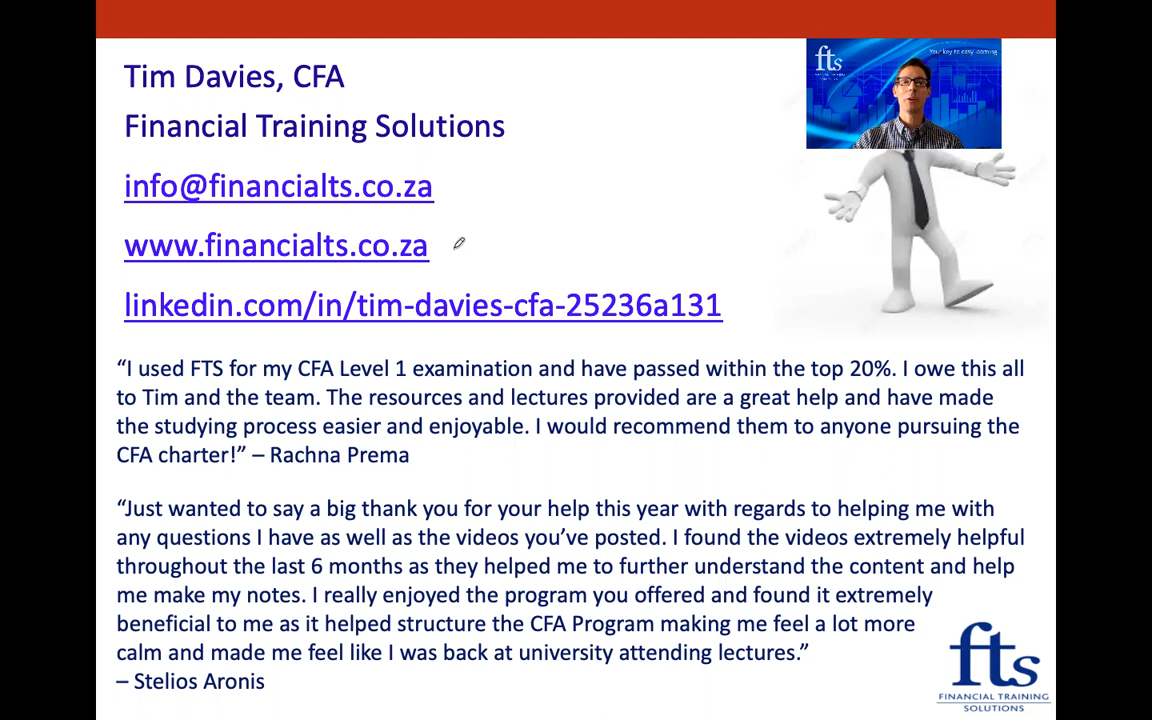 Tim Davies, CFA
Financial Training Solutions
info@financialts.co.za
www.financialts.co.za
linkedin.com/in/tim-davies-cfa-25236a131
fts
Your key to easy learning
“I used FTS for my CFA Level 1 examination and have passed within the top 20%. I owe this all
to Tim and the team. The resources and lectures provided are a great help and have made
the studying process easier and enjoyable. I would recommend them to anyone pursuing the
CFA charter!” – Rachna Prema
“Just wanted to say a big thank you for your help this year with regards to helping me with
any questions I have as well as the videos you’ve posted. I found the videos extremely helpful
throughout the last 6 months as they helped me to further understand the content and help
me make my notes. I really enjoyed the program you offered and found it extremely
beneficial to me as it helped structure the CFA Program making me feel a lot more
calm and made me feel like I was back at university attending lectures.”
– Stelios Aronis
fts
FINANCIAL TRAINING
SOLUTIONS